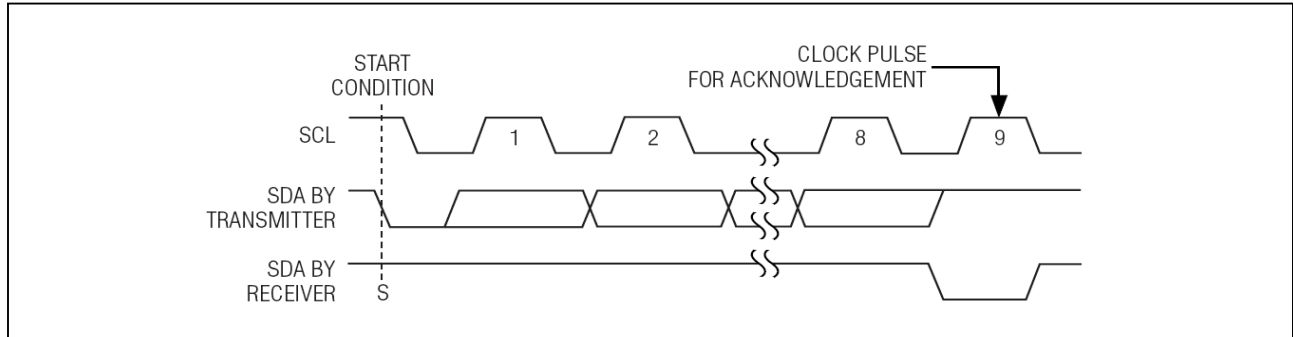 START
CONDITION
CLOCK PULSE
FOR ACKNOWLEDGEMENT
SCL
1
2
8
9
SDA BY
TRANSMITTER
SDA BY
RECEIVER
S